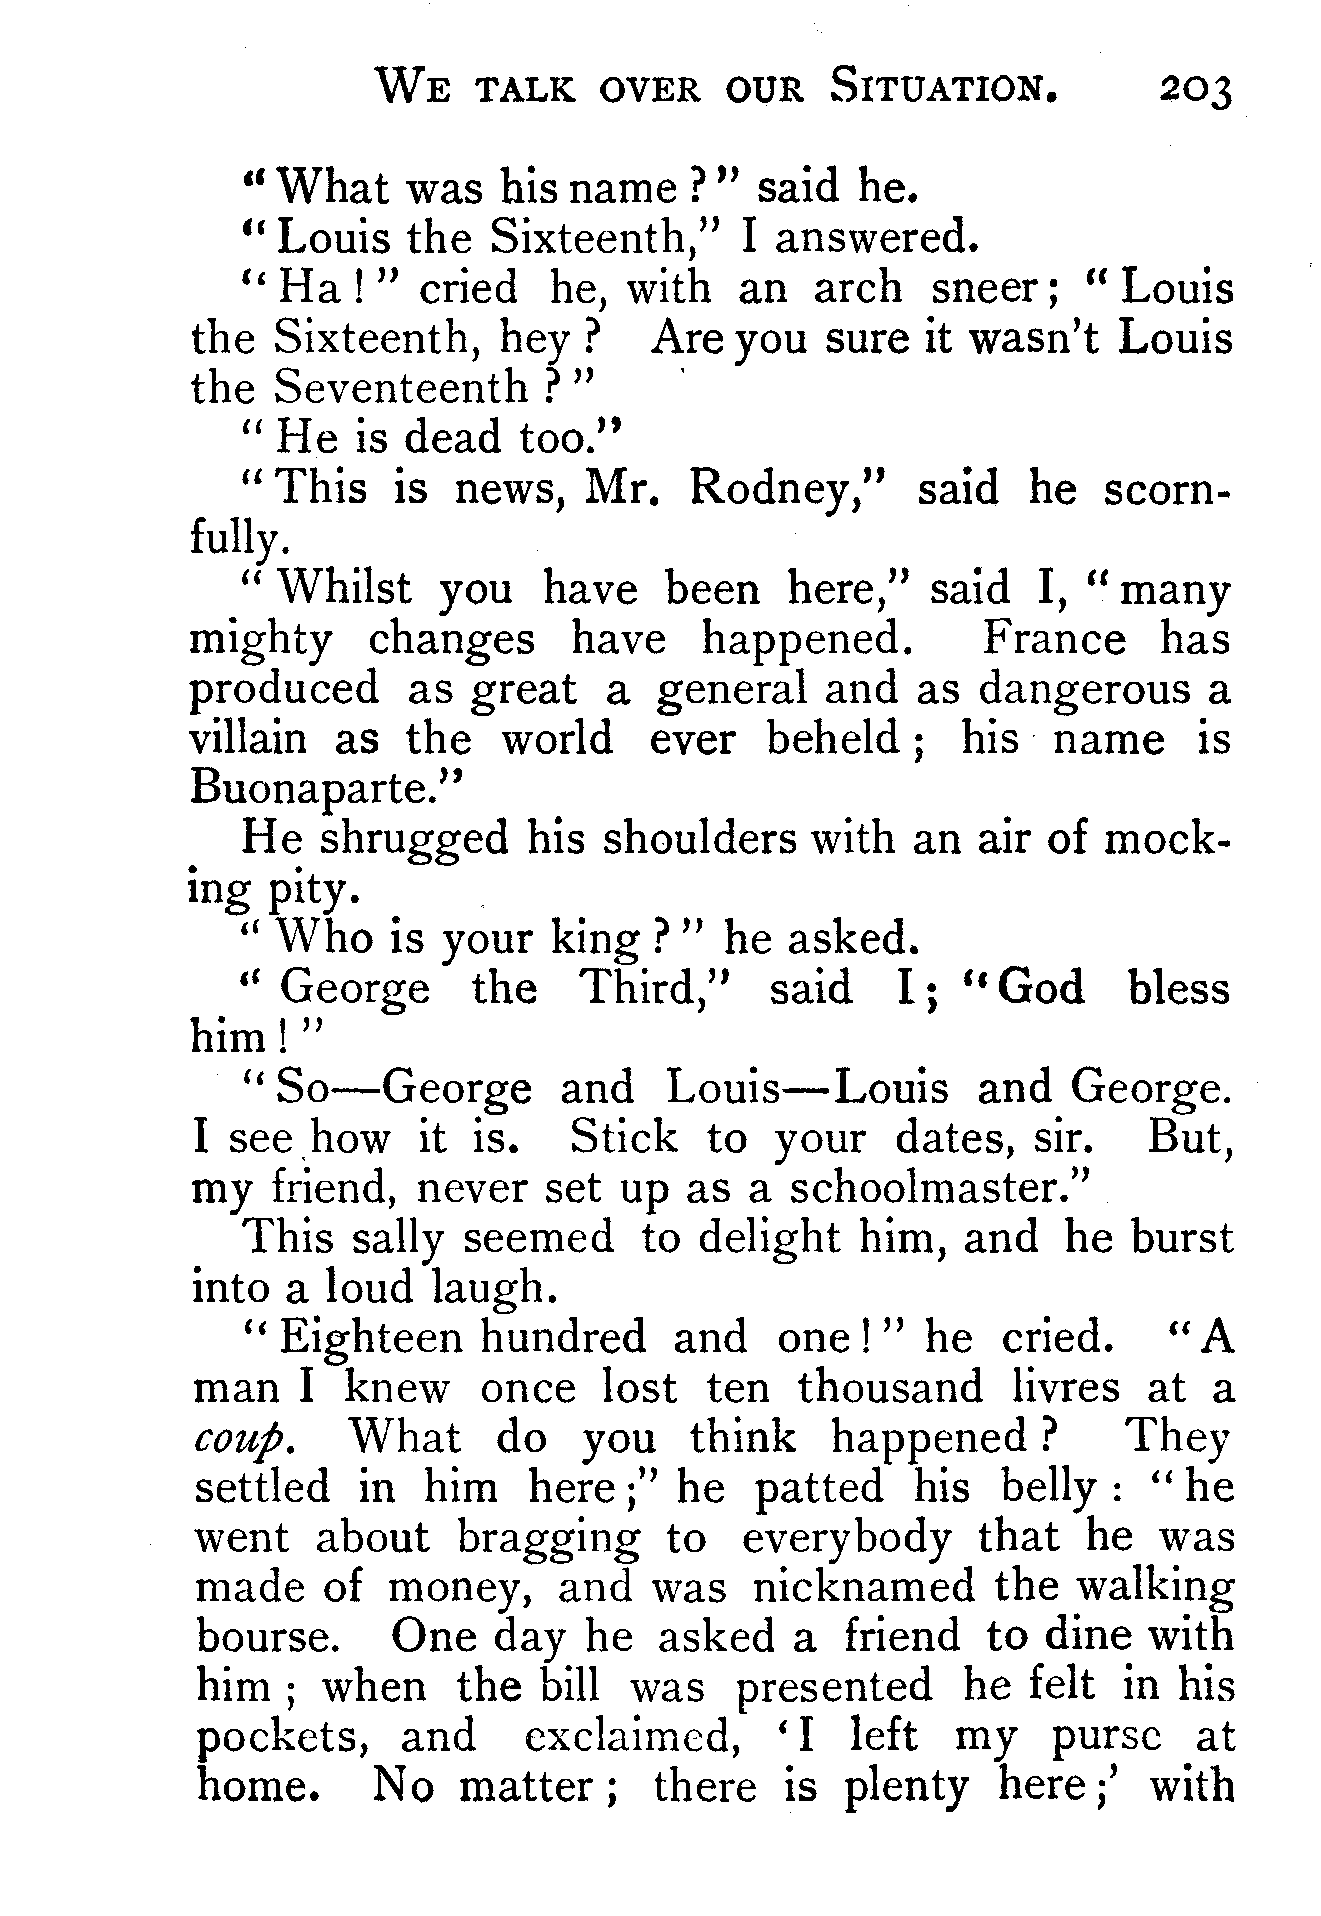 We talk over our Situation. 203
"What was his name?" said he.
"Louis the Sixteenth," I answered.
"Ha!" cried he, with an arch sneer; "Louis
the Sixteenth, hey? Are you sure it wasn't Louis
the Seventeenth?"
"He is dead too."
"This is news, Mr. Rodney," said he scorn-
fully.
"Whilst you have been here," said I, "many
mighty changes have happened. France has
produced as great a general and as dangerous a
villain as the world ever beheld; his name is
Buonaparte."
He shrugged his shoulders with an air of mock-
ing pity.
"Who is your king?" he asked.
"George the Third," said I; "God bless
him!"
"So—George and Louis—Louis and George.
I see how it is. Stick to your dates, sir. But,
my friend, never set up as a schoolmaster."
This sally seemed to delight him, and he burst
into a loud laugh.
"Eighteen hundred and one!" he cried. "A
man I knew once lost ten thousand livres at a
coup. What do you think happened? They
settled in him here;" he patted his belly: "he
went about bragging to everybody that he was
made of money, and was nicknamed the walking
bourse. One day he asked a friend to dine with
him; when the bill was presented he felt in his
pockets, and exclaimed, 'I left my purse at
home. No matter; there is plenty here;' with